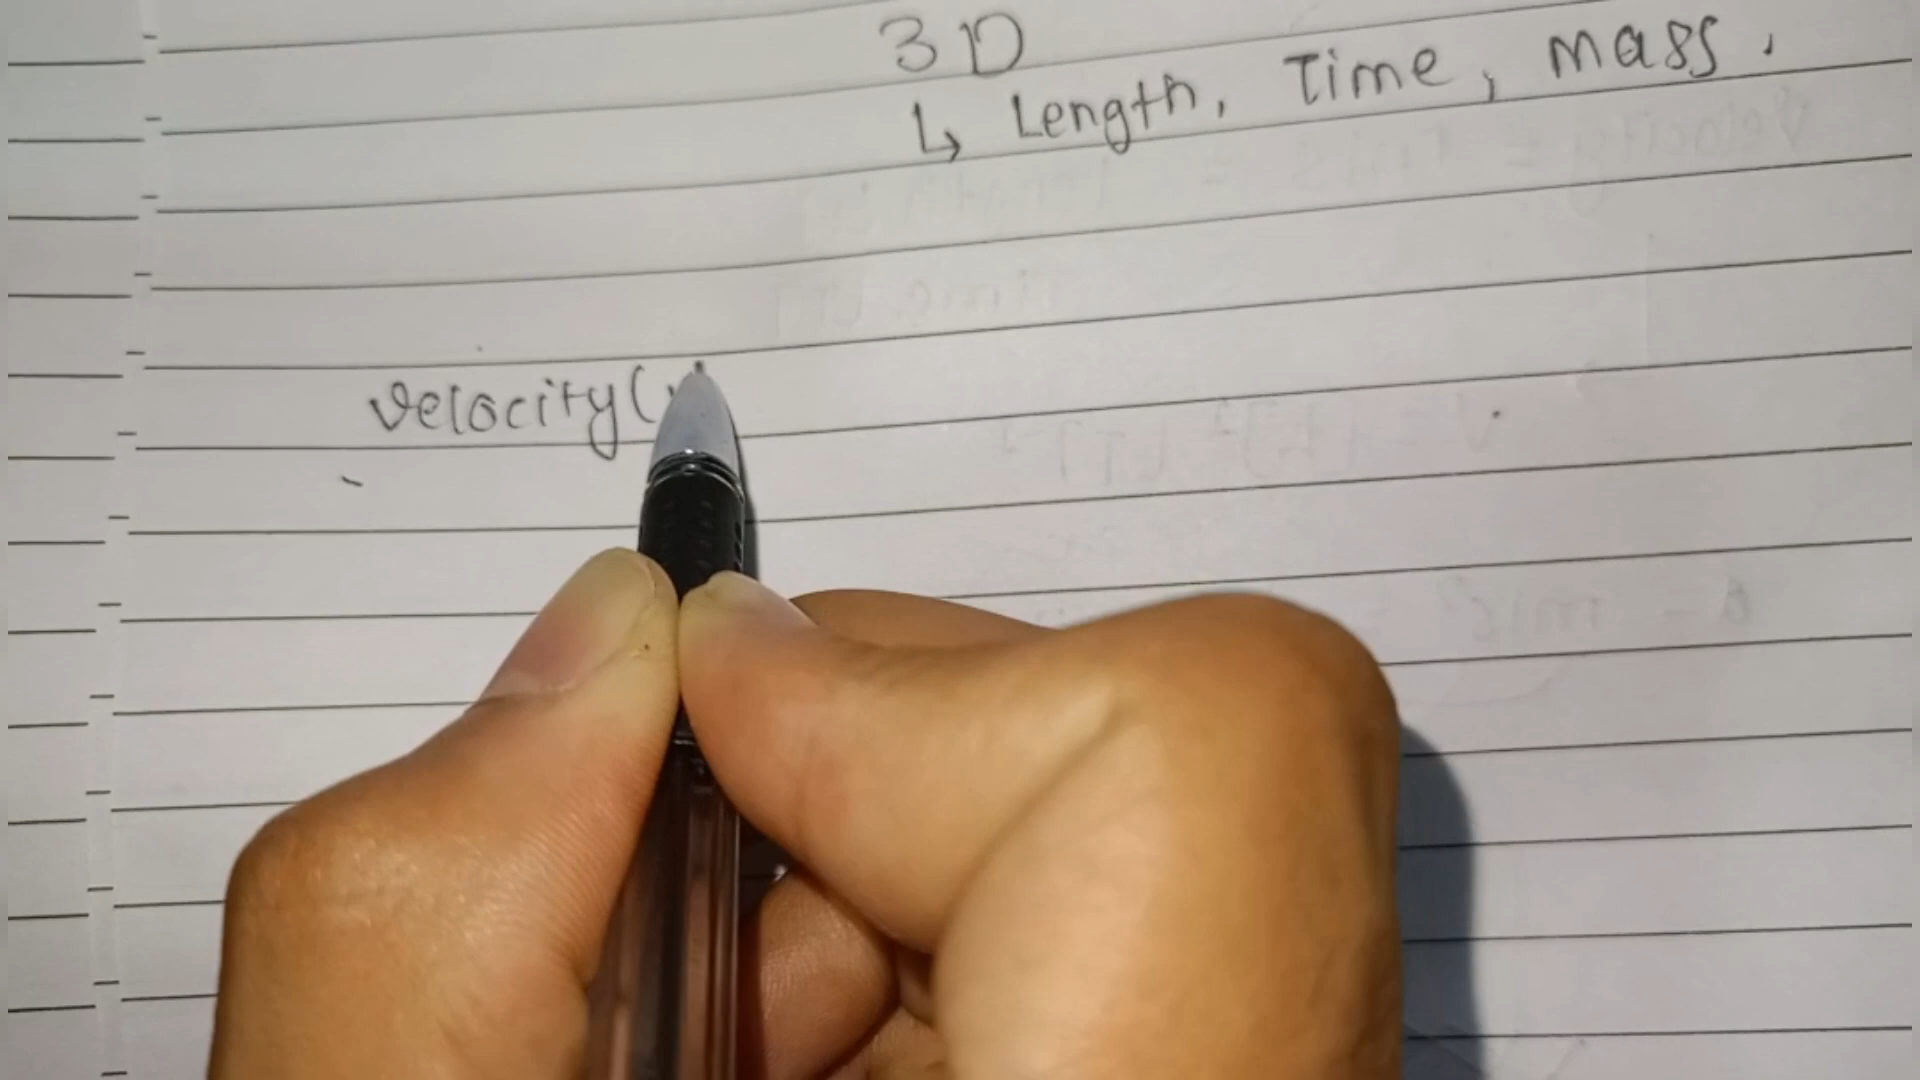 3D
↳ Length, Time, mass.
velocity(